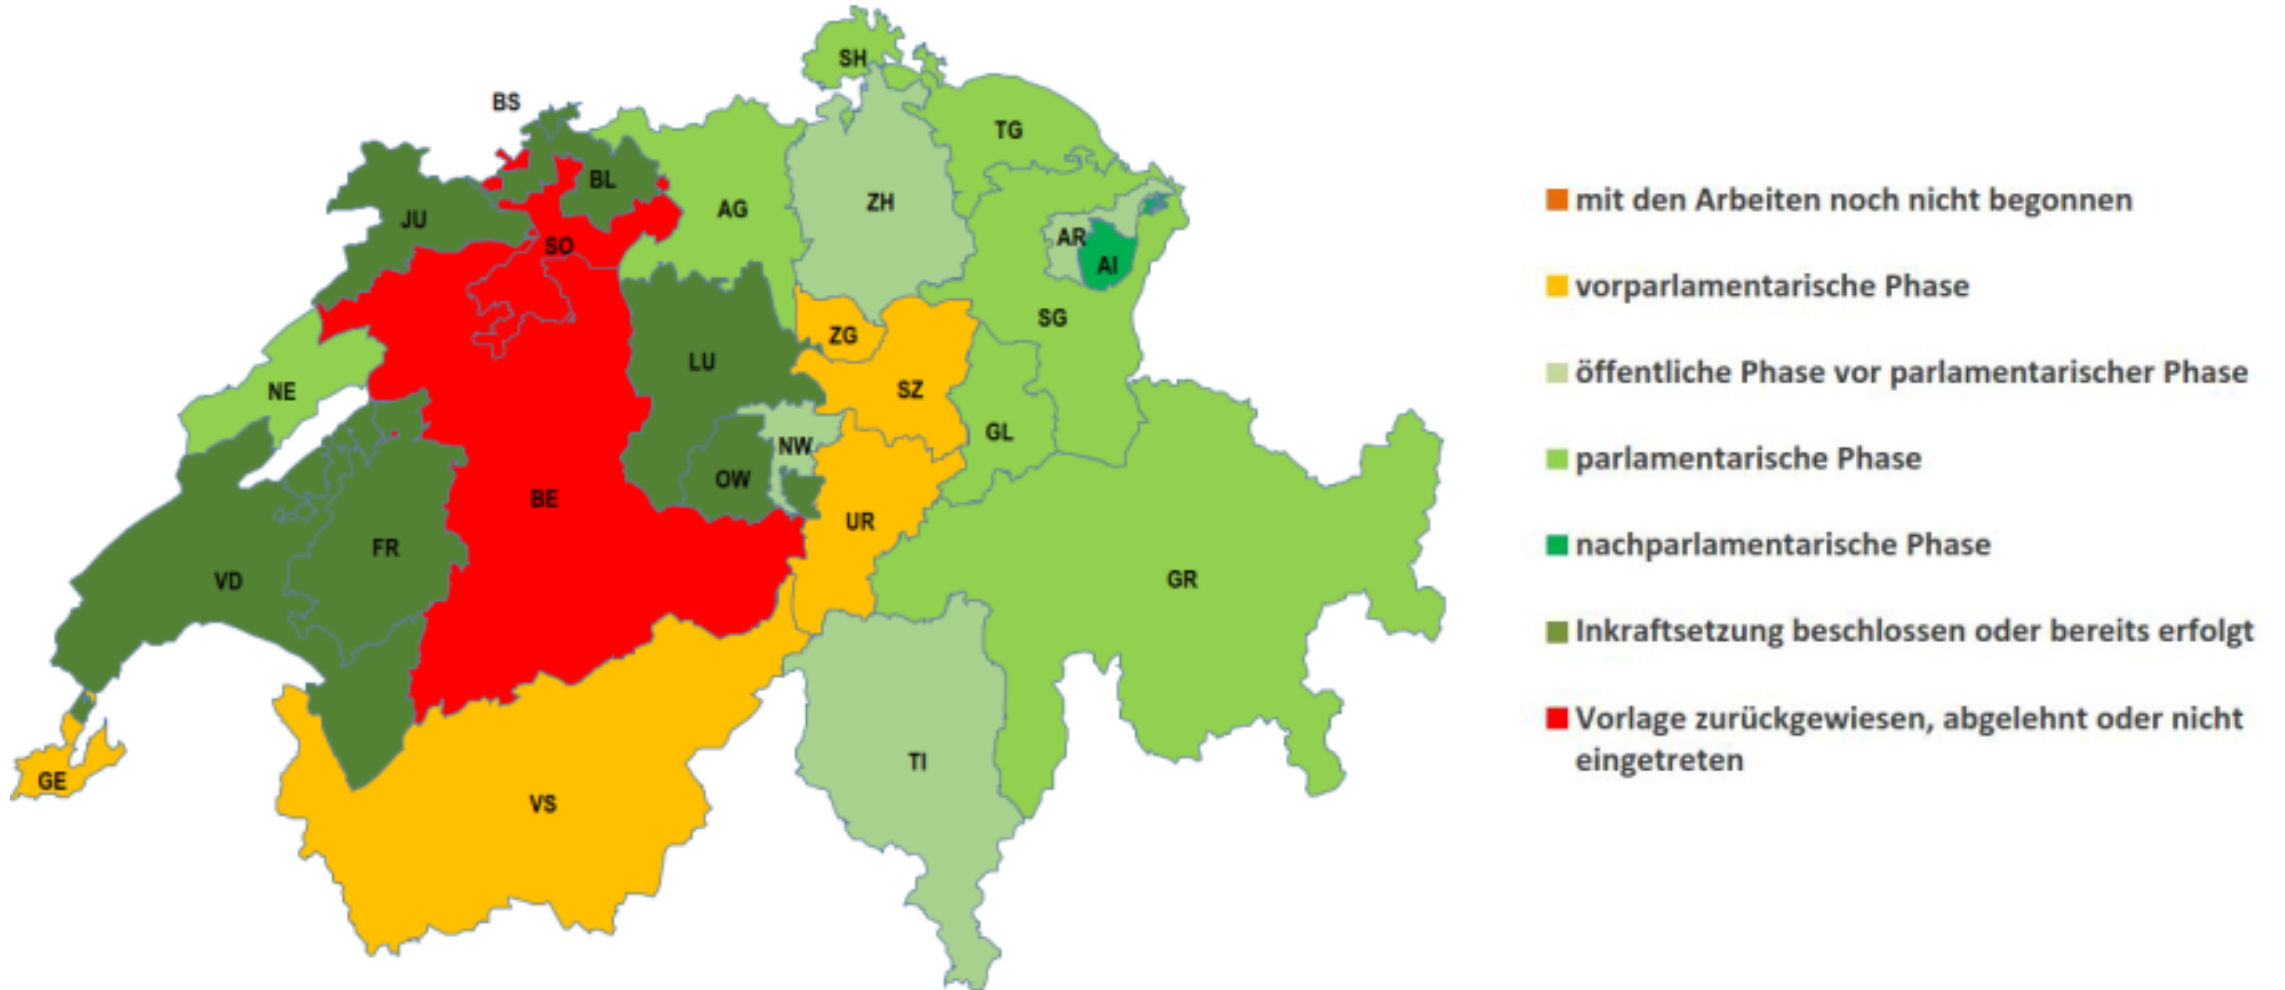 SH
BS
TG
BL
ZH
AG
JU
AR
SO
AI
SG
ZG
LU
SZ
NE
GL
NW
OW
BE
UR
FR
GR
VD
TI
GE
VS
mit den Arbeiten noch nicht begonnen
vorparlamentarische Phase
öffentliche Phase vor parlamentarischer Phase
parlamentarische Phase
nachparlamentarische Phase
Inkraftsetzung beschlossen oder bereits erfolgt
Vorlage zurückgewiesen, abgelehnt oder nicht
eingetreten